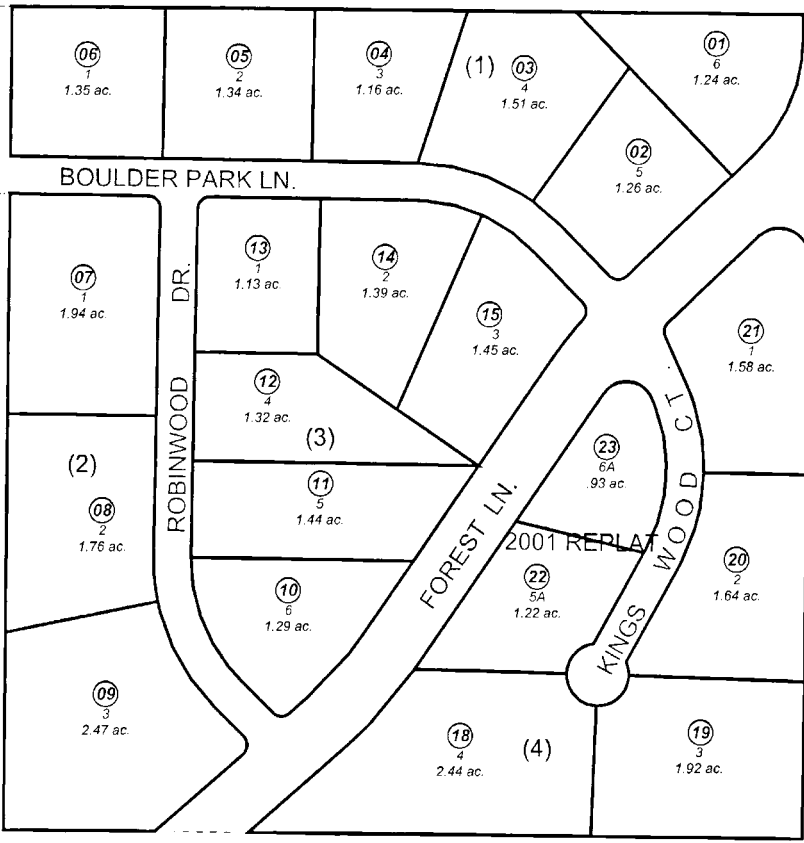 06
1
1.35 ac.
05
2
1.34 ac.
04
3
1.16 ac.
(1)
03
4
1.51 ac.
01
6
1.24 ac.
02
5
1.26 ac.
BOULDER PARK LN.
07
1
1.94 ac.
ROBINWOOD DR.
13
1
1.13 ac.
14
2
1.39 ac.
15
3
1.45 ac.
21
1
1.58 ac.
12
4
1.32 ac.
(3)
(2)
08
2
1.76 ac.
11
5
1.44 ac.
FOREST LN.
23
6A
.93 ac.
KINGS WOOD CT.
2001 REPLAT
22
5A
1.22 ac.
20
2
1.64 ac.
10
6
1.29 ac.
09
3
2.47 ac.
18
4
2.44 ac.
(4)
19
3
1.92 ac.